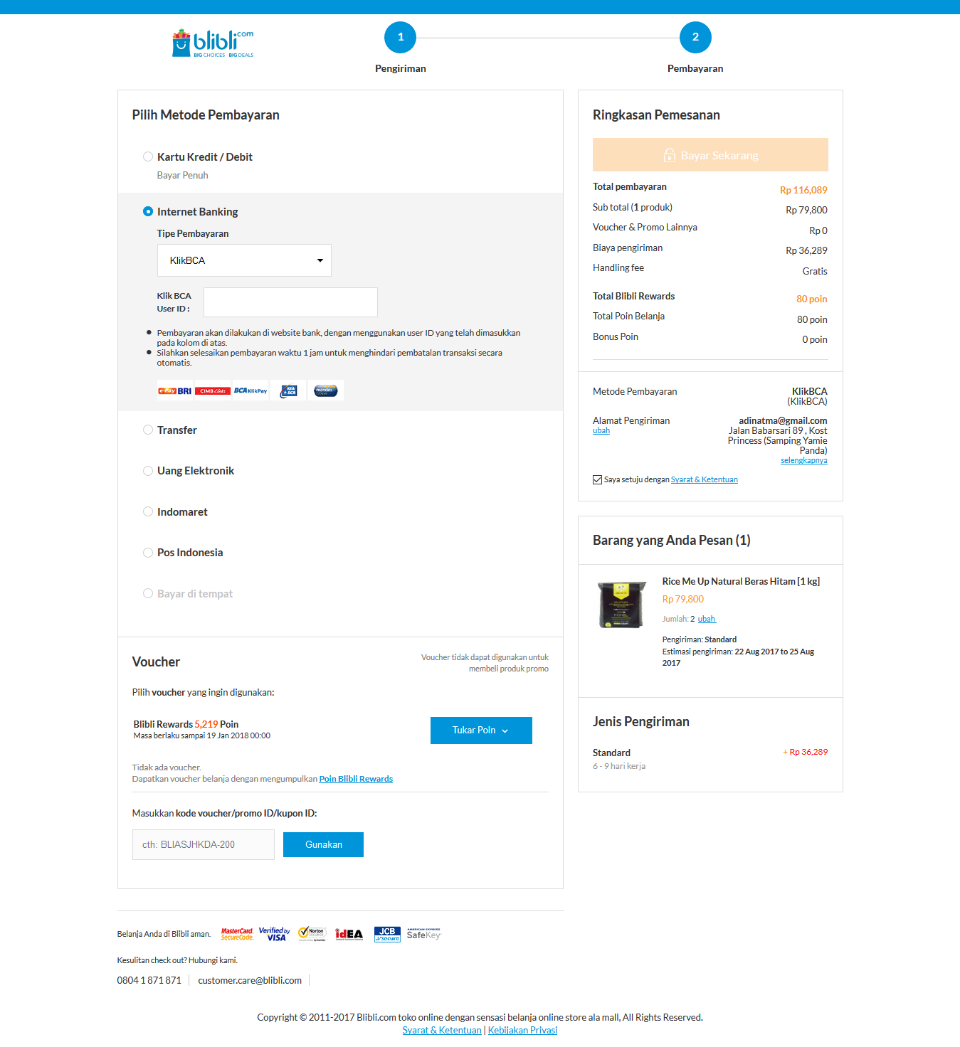 blibli.com
BIG CHOICES · BIG DEALS
1
Pengiriman
2
Pembayaran
Pilih Metode Pembayaran
Kartu Kredit / Debit
Bayar Penuh
Internet Banking
Tipe Pembayaran
KlikBCA
Klik BCA
User ID :
Pembayaran akan dilakukan di website bank, dengan menggunakan user ID yang telah dimasukkan
pada kolom di atas.
Silahkan selesaikan pembayaran waktu 1 jam untuk menghindari pembatalan transaksi secara
otomatis.
e-Pay BRI CIMB Clicks BCA KlikPay
Transfer
Uang Elektronik
Indomaret
Pos Indonesia
Bayar di tempat
Voucher
Voucher tidak dapat digunakan untuk
membeli produk promo
Pilih voucher yang ingin digunakan:
Blibli Rewards 5,219 Poin
Masa berlaku sampai 19 Jan 2018 00:00
Tukar Poin
Tidak ada voucher.
Dapatkan voucher belanja dengan mengumpulkan Poin Blibli Rewards
Masukkan kode voucher/promo ID/kupon ID:
cth: BLIASJHKDA-200
Gunakan
Ringkasan Pemesanan
Bayar Sekarang
Total pembayaran Rp 116,089
Sub total (1 produk) Rp 79,800
Voucher & Promo Lainnya Rp 0
Biaya pengiriman Rp 36,289
Handling fee Gratis
Total Blibli Rewards 80 poin
Total Poin Belanja 80 poin
Bonus Poin 0 poin
Metode Pembayaran KlikBCA
(KlikBCA)
Alamat Pengiriman adinatma@gmail.com
ubah Jalan Babarsari 89 , Kost
Princess (Samping Yamie
Panda)
selengkapnya
Saya setuju dengan Syarat & Ketentuan
Barang yang Anda Pesan (1)
Rice Me Up Natural Beras Hitam [1 kg]
Rp 79,800
Jumlah: 2 ubah
Pengiriman: Standard
Estimasi pengiriman: 22 Aug 2017 to 25 Aug
2017
Jenis Pengiriman
Standard + Rp 36,289
6 - 9 hari kerja
Belanja Anda di Blibli aman. MasterCard. SecureCode. Verified by VISA Norton idEA JCB J/Secure SafeKey
Kesulitan check out? Hubungi kami.
0804 1 871 871 customer.care@blibli.com
Copyright © 2011-2017 Blibli.com toko online dengan sensasi belanja online store ala mall, All Rights Reserved.
Syarat & Ketentuan | Kebijakan Privasi